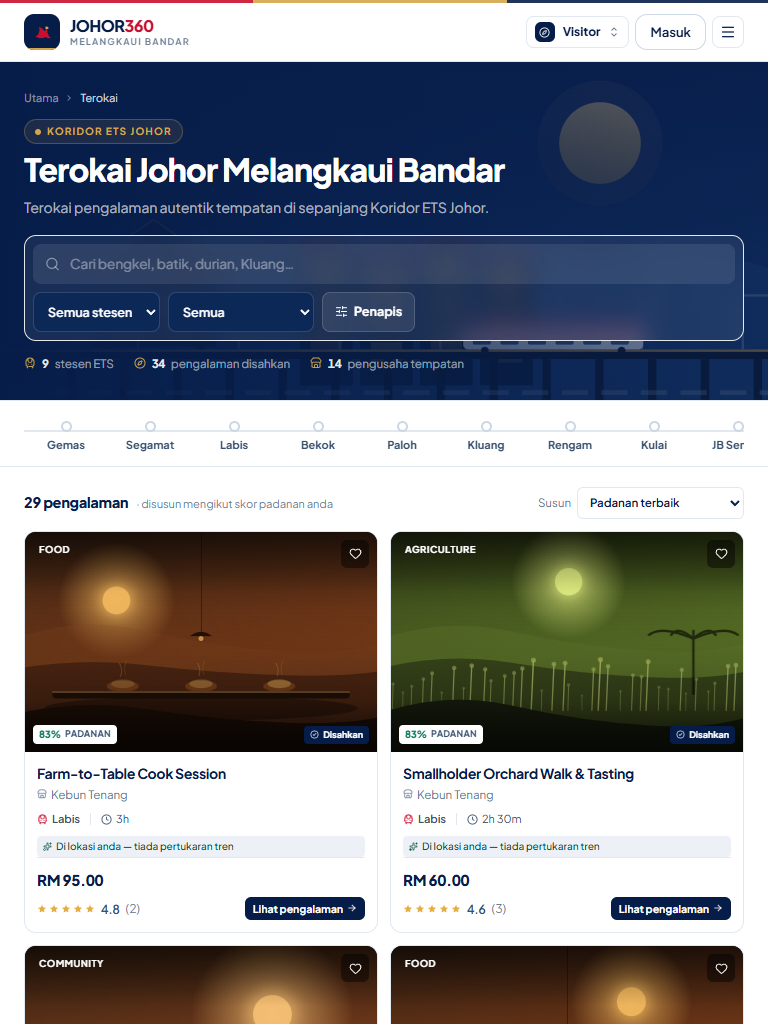 JOHOR360
MELANGKAUI BANDAR
Visitor
Masuk
Utama
Terokai
KORIDOR ETS JOHOR
Terokai Johor Melangkaui Bandar
Terokai pengalaman autentik tempatan di sepanjang Koridor ETS Johor.
Cari bengkel, batik, durian, Kluang…
Semua stesen
Semua
Penapis
9 stesen ETS
34 pengalaman disahkan
14 pengusaha tempatan
Gemas
Segamat
Labis
Bekok
Paloh
Kluang
Rengam
Kulai
JB Ser
29 pengalaman · disusun mengikut skor padanan anda
Susun
Padanan terbaik
FOOD
83% PADANAN
Disahkan
Farm-to-Table Cook Session
Kebun Tenang
Labis
3h
Di lokasi anda — tiada pertukaran tren
RM 95.00
4.8 (2)
Lihat pengalaman
AGRICULTURE
83% PADANAN
Disahkan
Smallholder Orchard Walk & Tasting
Kebun Tenang
Labis
2h 30m
Di lokasi anda — tiada pertukaran tren
RM 60.00
4.6 (3)
Lihat pengalaman
COMMUNITY
FOOD